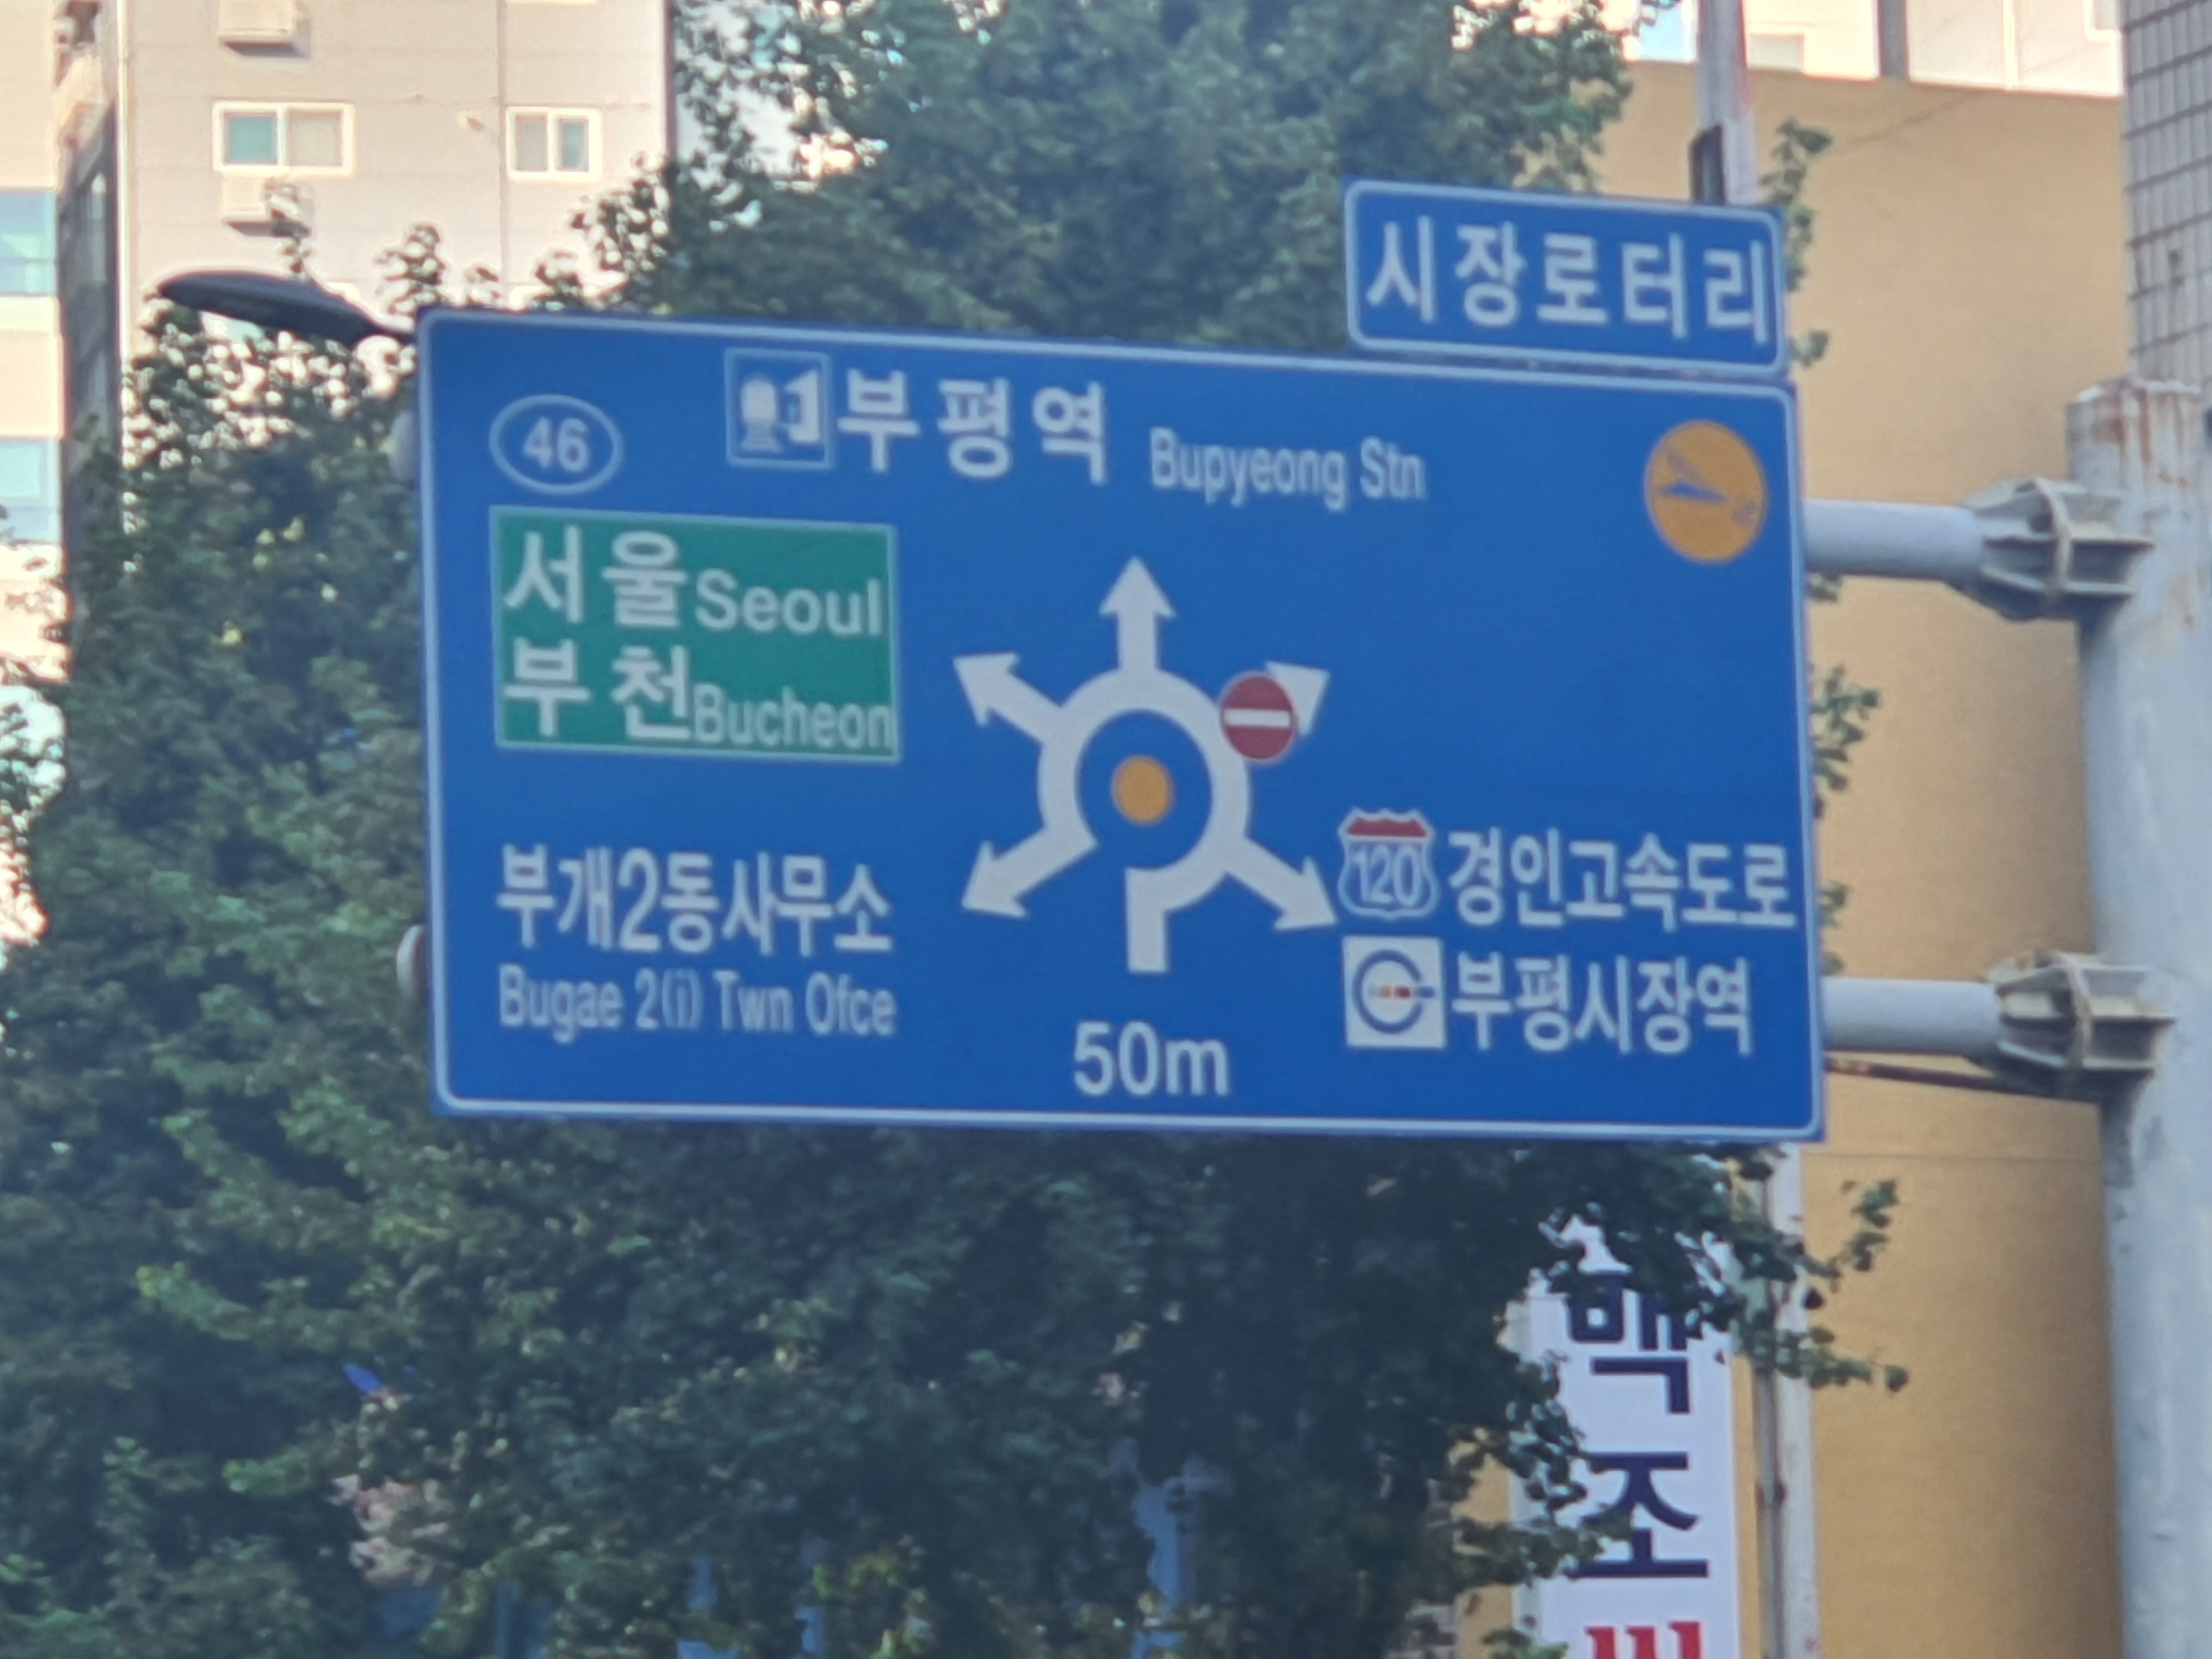 시장로터리
46
부평역 Bupyeong Stn
서울 Seoul
부천 Bucheon
120 경인고속도로
부개2동사무소
Bugae 2(i) Twn Ofce
부평시장역
50m
백
조